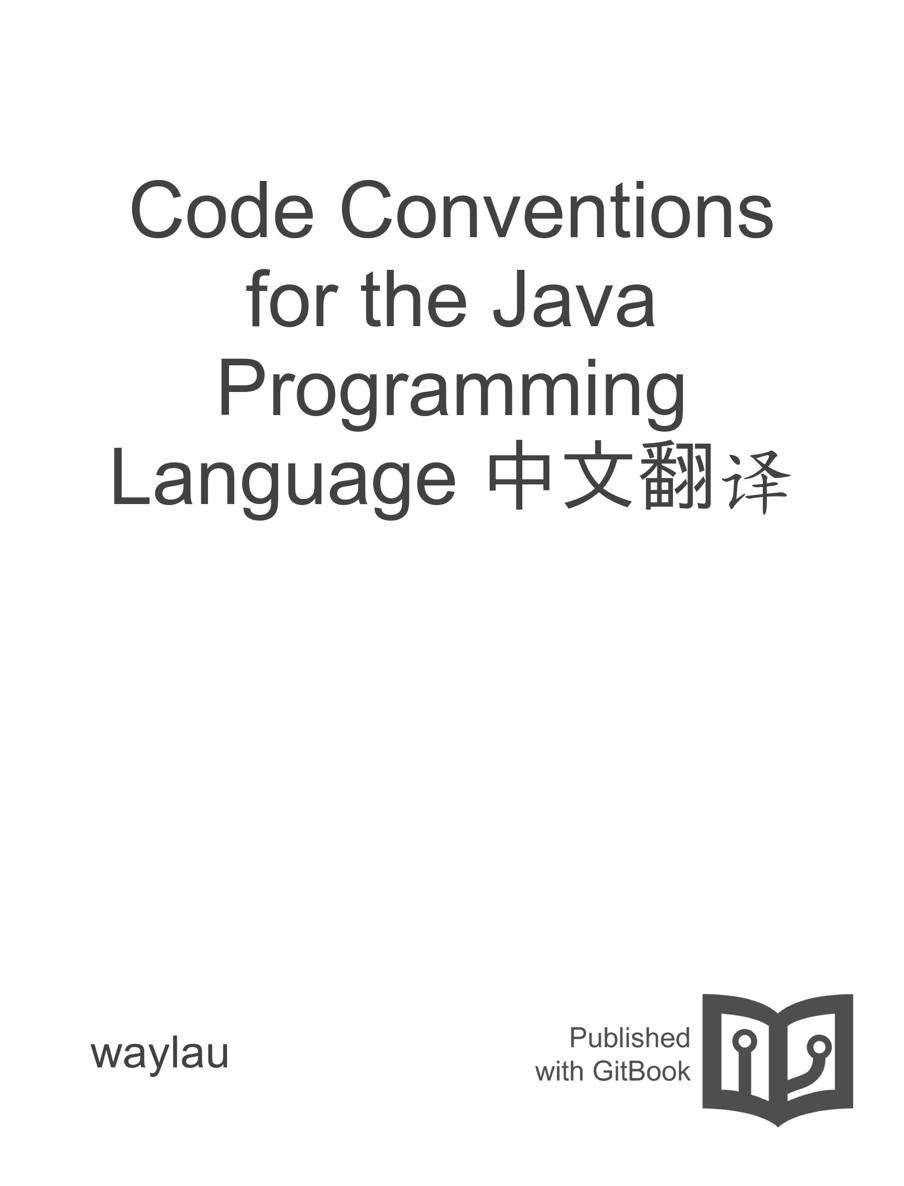 Code Conventions
for the Java
Programming
Language 中文翻译
waylau
Published
with GitBook